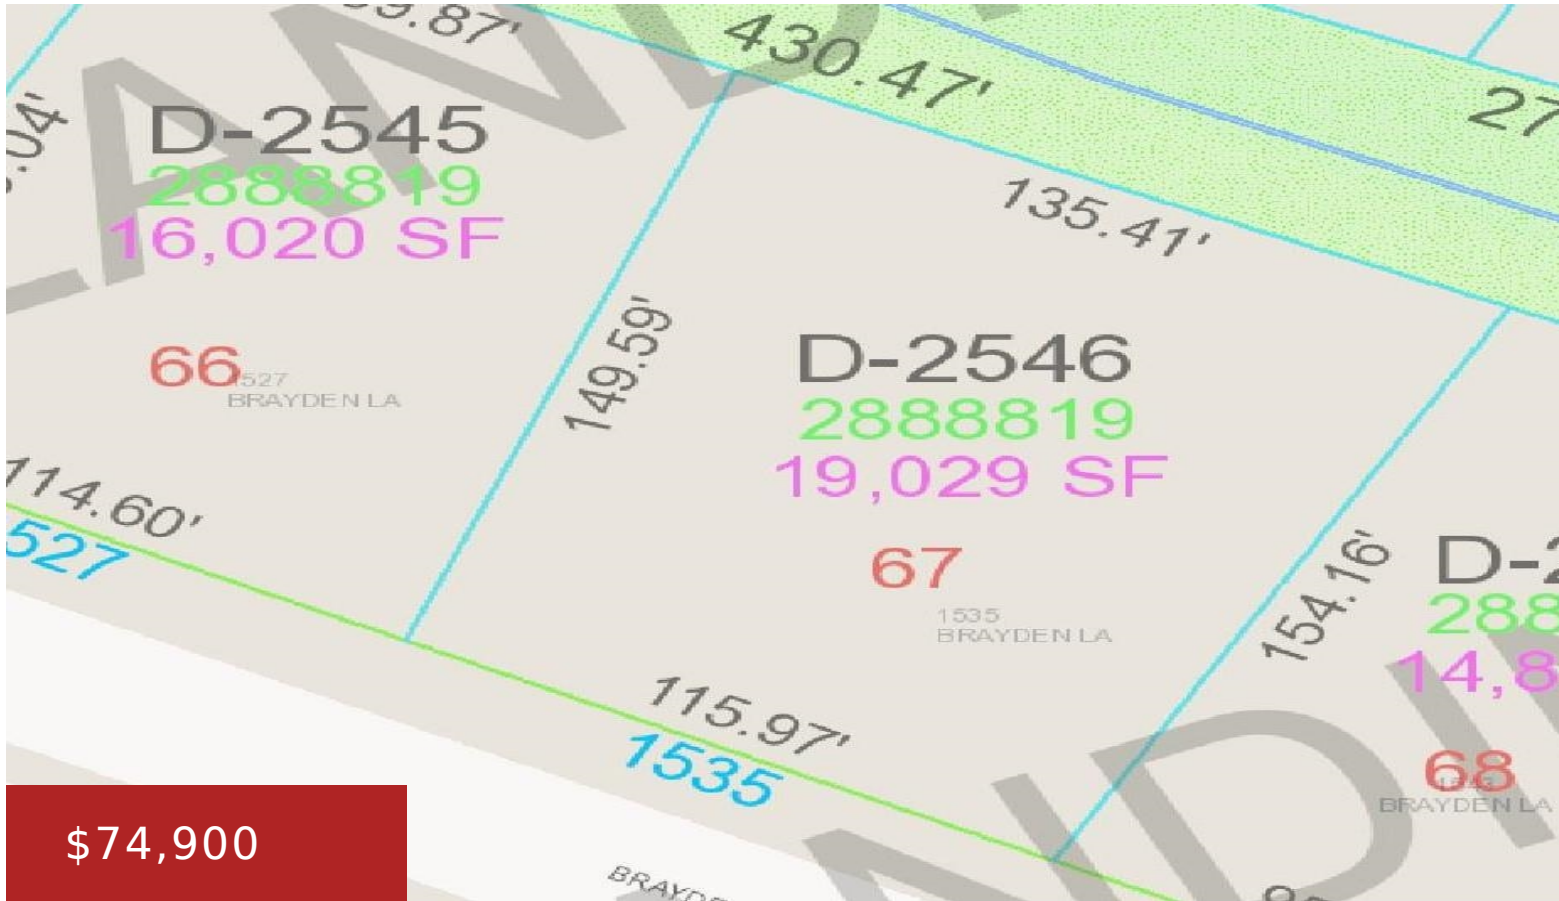 430.47'
D-2545
2888819
16,020 SF
66
BRAYDEN LA
149.59'
135.41'
D-2546
2888819
19,029 SF
67
1535
BRAYDEN LA
154.16'
114.60'
115.97'
1535
68
BRAYDEN LA
$74,900